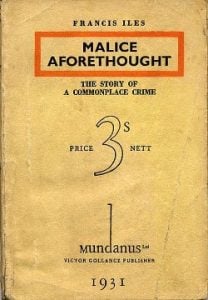 FRANCIS ILES
MALICE
AFORETHOUGHT
THE STORY OF
A COMMONPLACE CRIME
PRICE 3S NETT
1
Mundanus Ltd
VICTOR GOLLANCZ PUBLISHER
1931